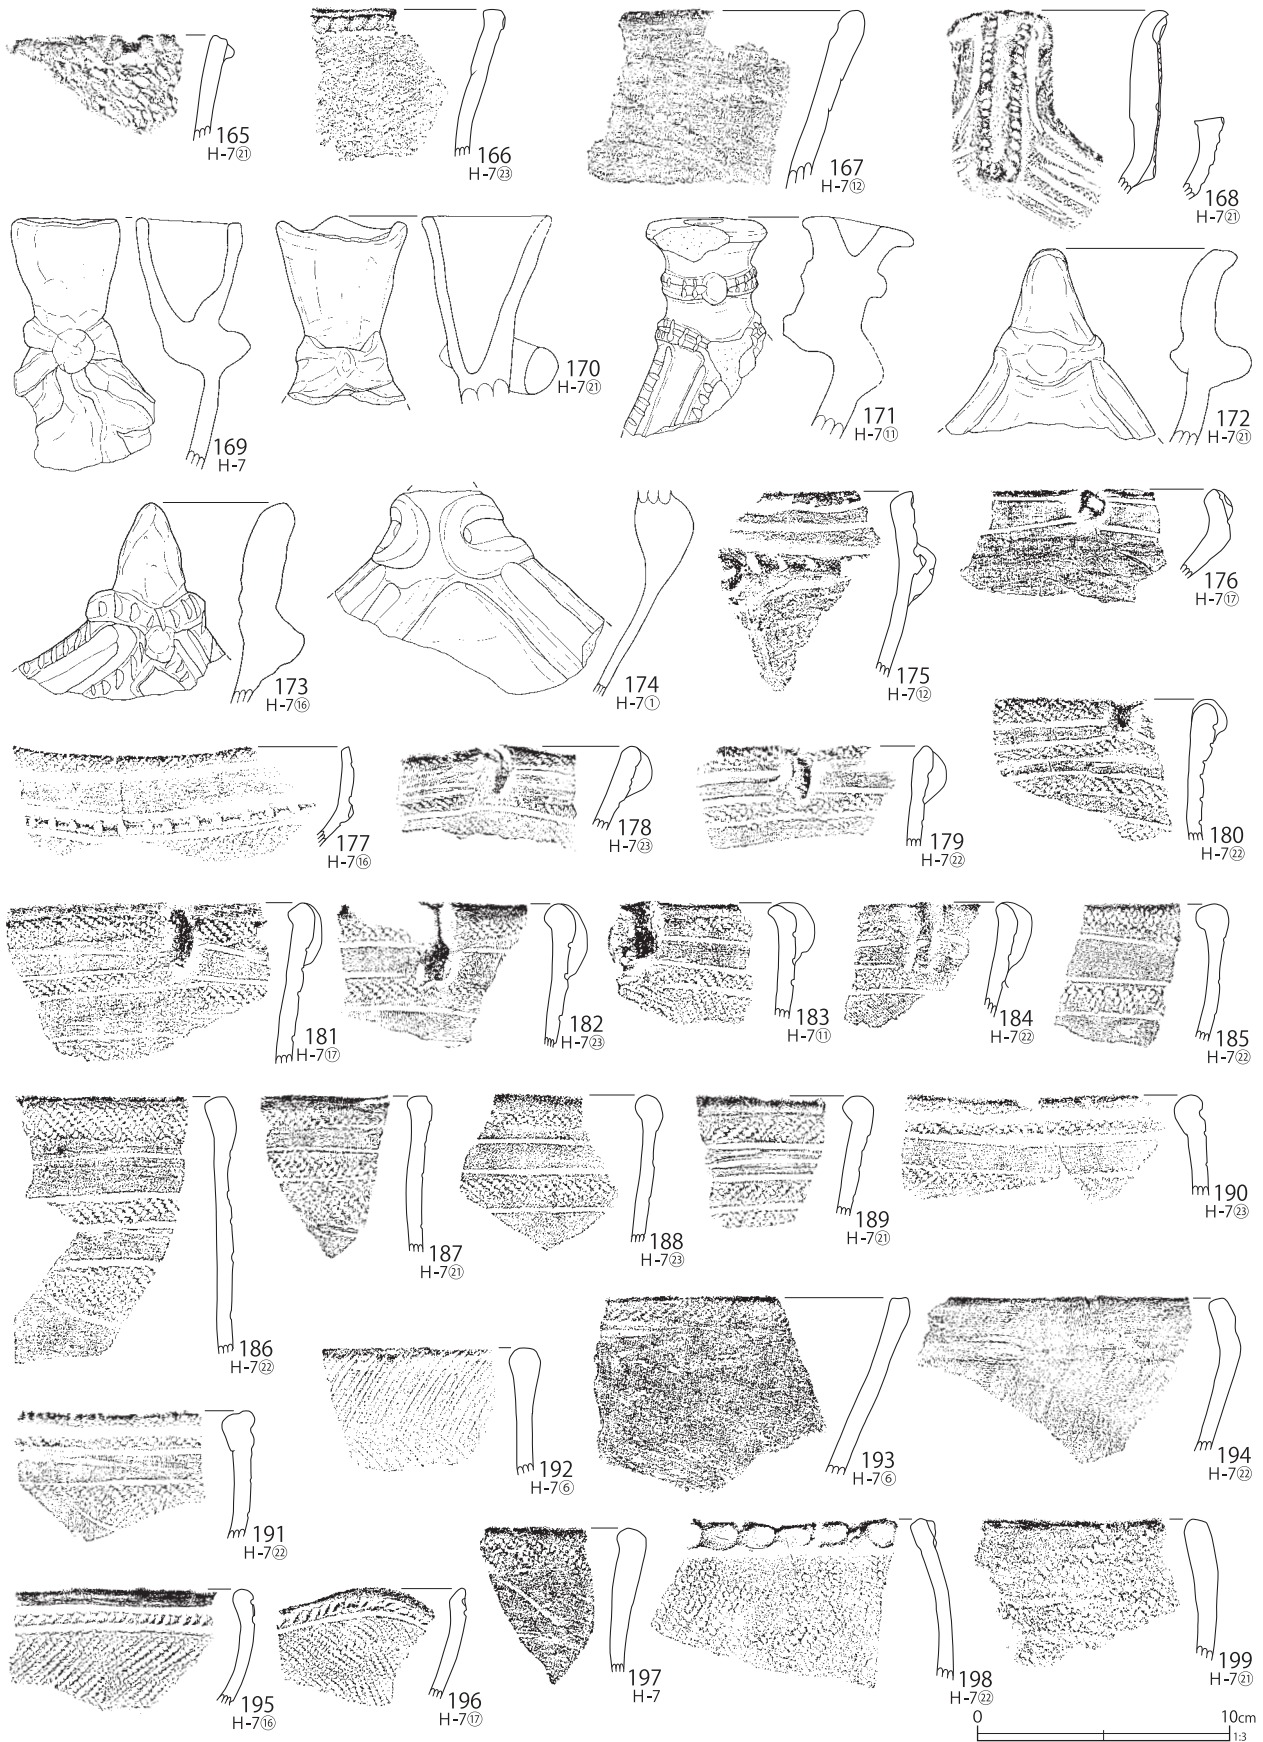 165
H-7㉑
166
H-7㉓
167
H-7⑫
168
H-7㉑
169
H-7
170
H-7㉑
171
H-7⑪
172
H-7㉑
173
H-7⑯
174
H-7①
175
H-7⑫
176
H-7⑰
177
H-7⑯
178
H-7㉓
179
H-7㉒
180
H-7㉒
181
H-7⑰
182
H-7㉓
183
H-7⑪
184
H-7㉒
185
H-7㉒
186
H-7㉒
187
H-7㉑
188
H-7㉓
189
H-7㉑
190
H-7㉓
191
H-7㉒
192
H-7⑥
193
H-7⑥
194
H-7㉒
195
H-7⑯
196
H-7⑰
197
H-7
198
H-7㉒
199
H-7㉑
0 10cm
1:3